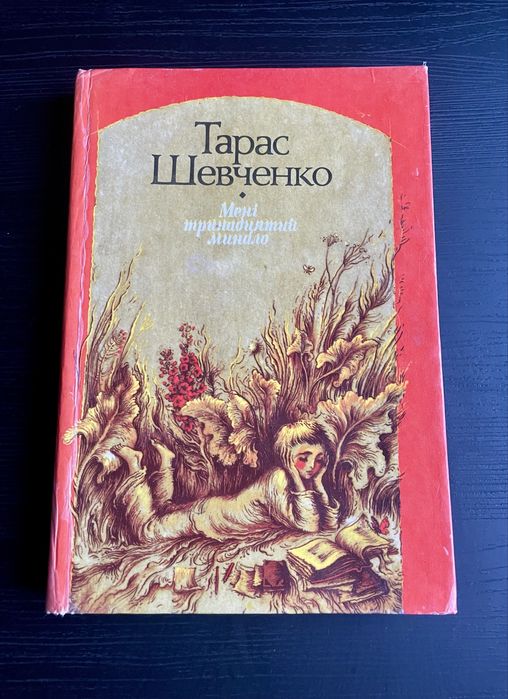 Тарас
Шевченко
Мені
тринадцятий
минало